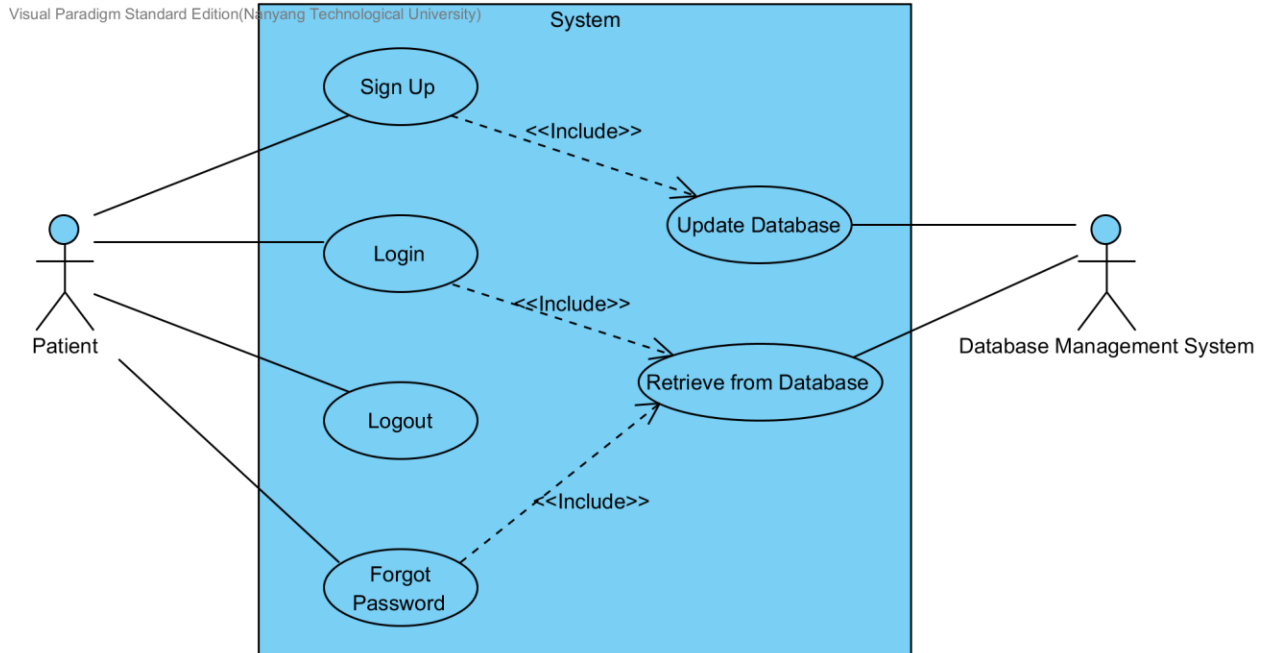 Visual Paradigm Standard Edition(Nanyang Technological University)
System
Sign Up
<<Include>>
Update Database
Login
<<Include>>
Patient
Database Management System
Retrieve from Database
Logout
<<Include>>
Forgot
Password